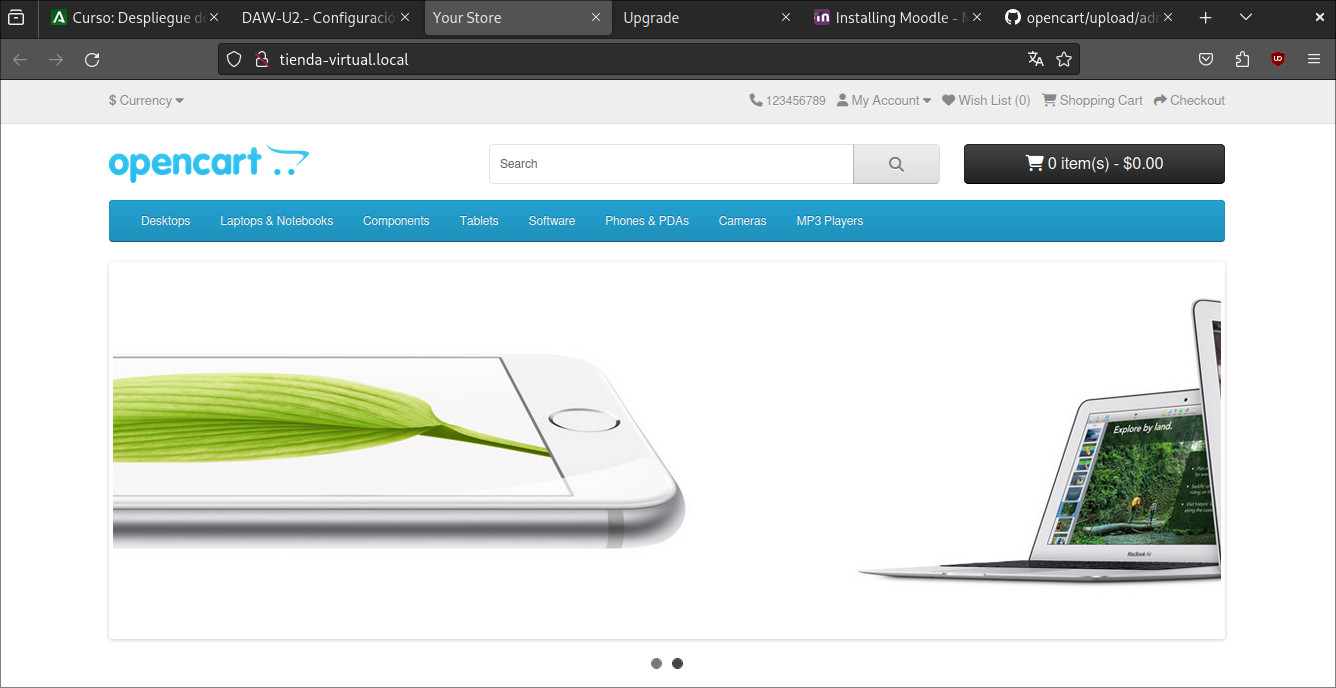 Curso: Despliegue de
DAW-U2.- Configuració
Your Store
Upgrade
Installing Moodle - M
opencart/upload/adm
tienda-virtual.local
$ Currency
123456789
My Account
Wish List (0)
Shopping Cart
Checkout
opencart
Search
0 item(s) - $0.00
Desktops
Laptops & Notebooks
Components
Tablets
Software
Phones & PDAs
Cameras
MP3 Players
Explore by land.
MacBook Air